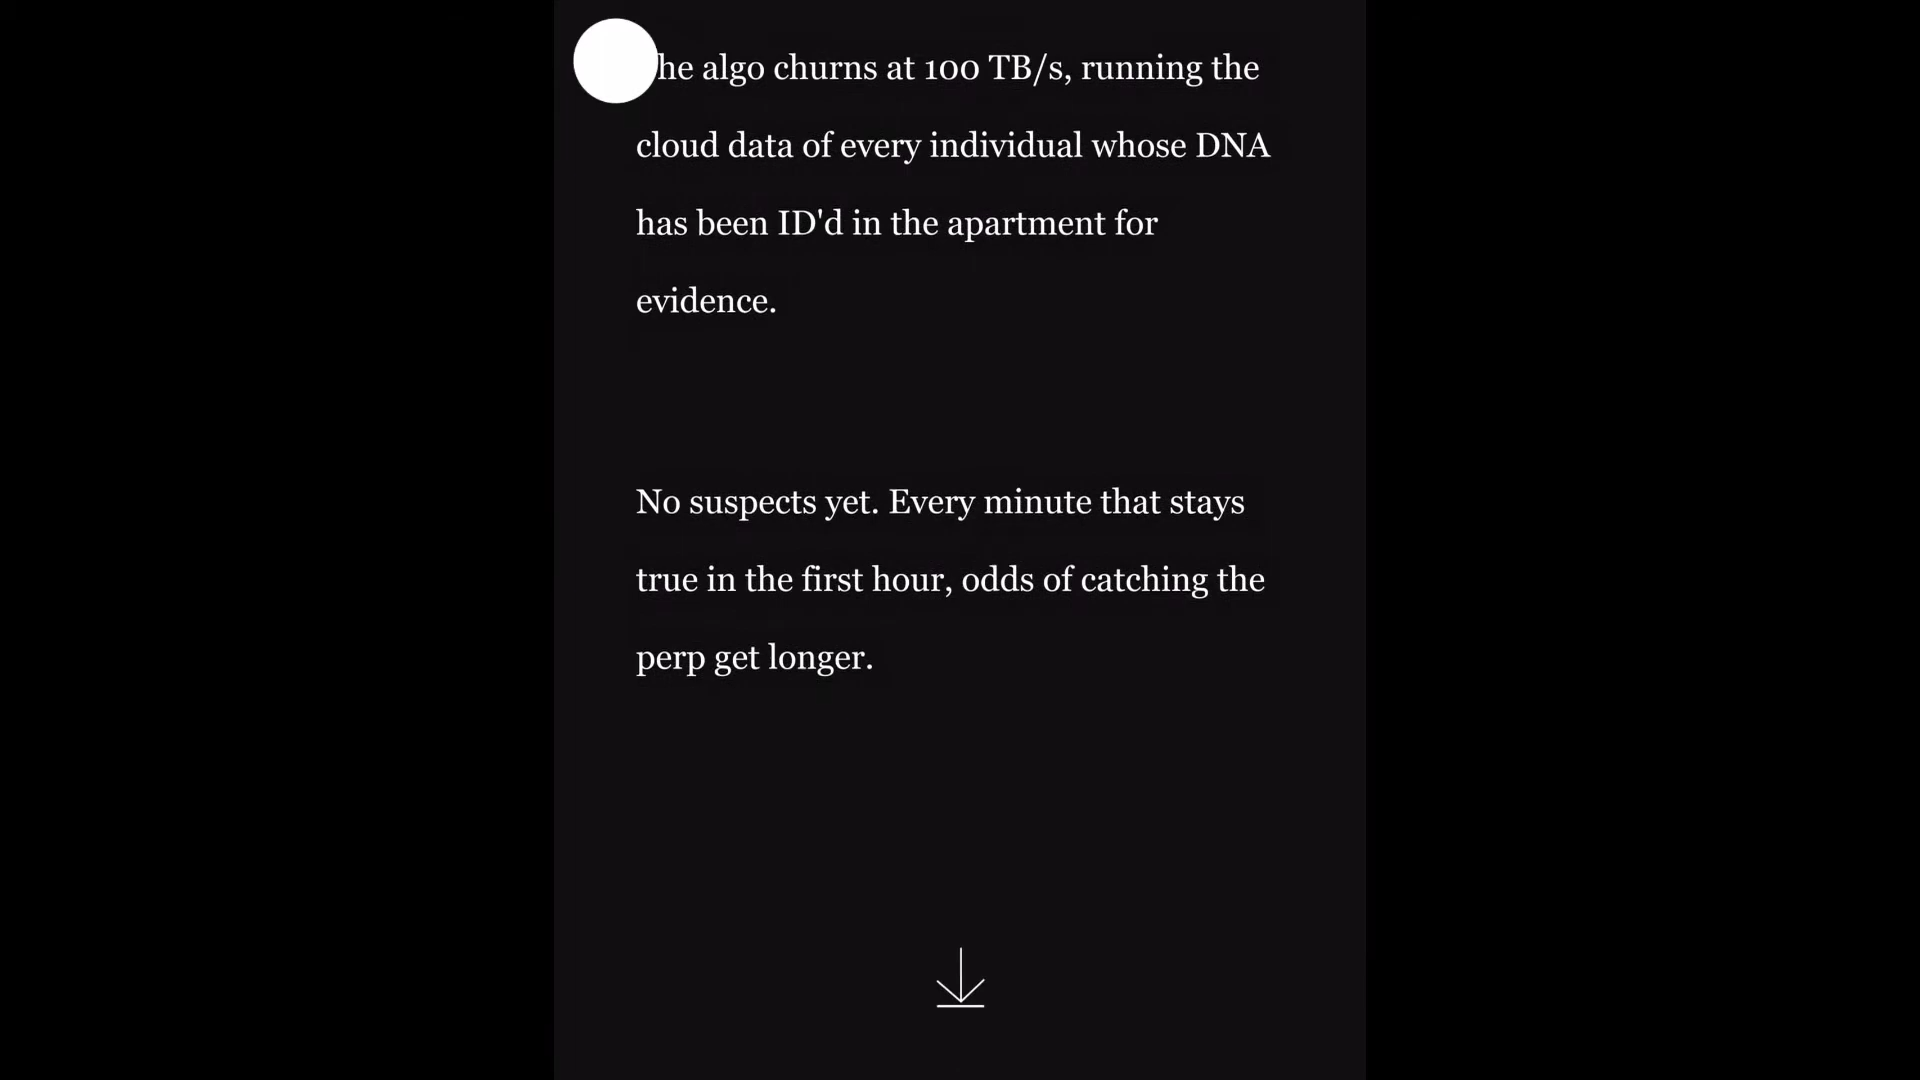 he algo churns at 100 TB/s, running the
cloud data of every individual whose DNA
has been ID'd in the apartment for
evidence.
No suspects yet. Every minute that stays
true in the first hour, odds of catching the
perp get longer.